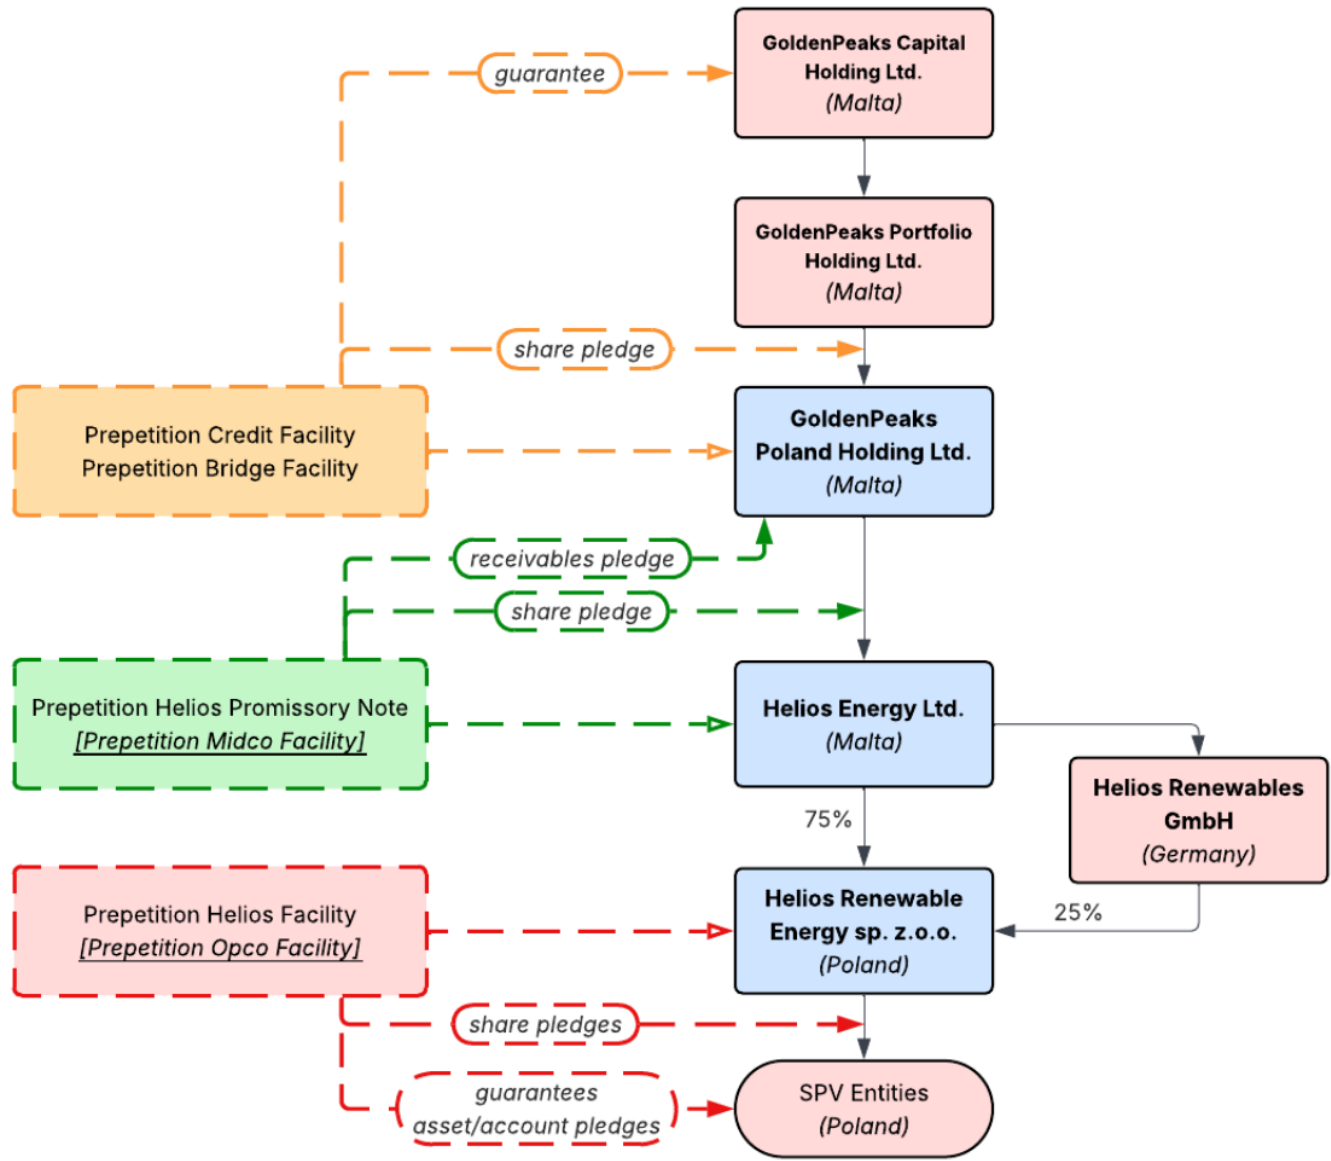 GoldenPeaks Capital
Holding Ltd.
(Malta)
guarantee
GoldenPeaks Portfolio
Holding Ltd.
(Malta)
share pledge
Prepetition Credit Facility
Prepetition Bridge Facility
GoldenPeaks
Poland Holding Ltd.
(Malta)
receivables pledge
share pledge
Prepetition Helios Promissory Note
[Prepetition Midco Facility]
Helios Energy Ltd.
(Malta)
Helios Renewables
GmbH
(Germany)
75%
25%
Prepetition Helios Facility
[Prepetition Opco Facility]
Helios Renewable
Energy sp. z.o.o.
(Poland)
share pledges
guarantees
asset/account pledges
SPV Entities
(Poland)